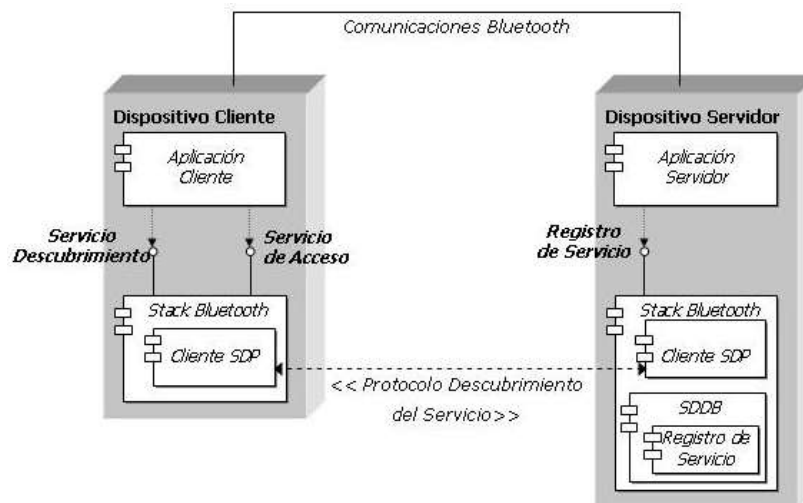 Comunicaciones Bluetooth
Dispositivo Cliente
Aplicación
Cliente
Servicio
Descubrimiento
Servicio
de Acceso
Stack Bluetooth
Cliente SDP
Dispositivo Servidor
Aplicación
Servidor
Registro
de Servicio
Stack Bluetooth
Cliente SDP
<< Protocolo Descubrimiento
del Servicio>>
SDDB
Registro de
Servicio